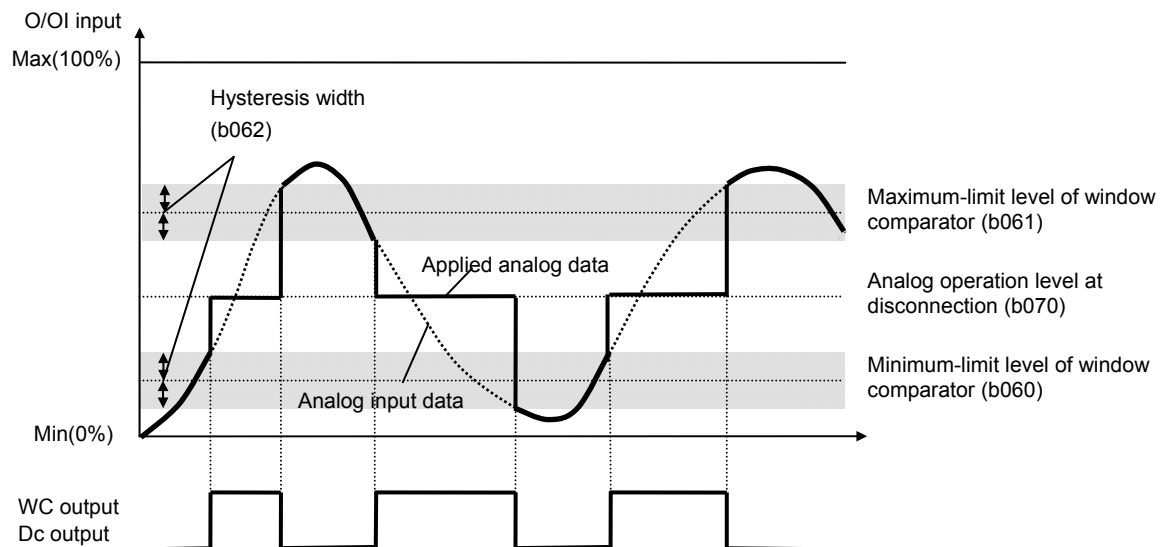 O/OI input
Max(100%)
Hysteresis width
(b062)
Maximum-limit level of window
comparator (b061)
Applied analog data
Analog operation level at
disconnection (b070)
Minimum-limit level of window
comparator (b060)
Analog input data
Min(0%)
WC output
Dc output